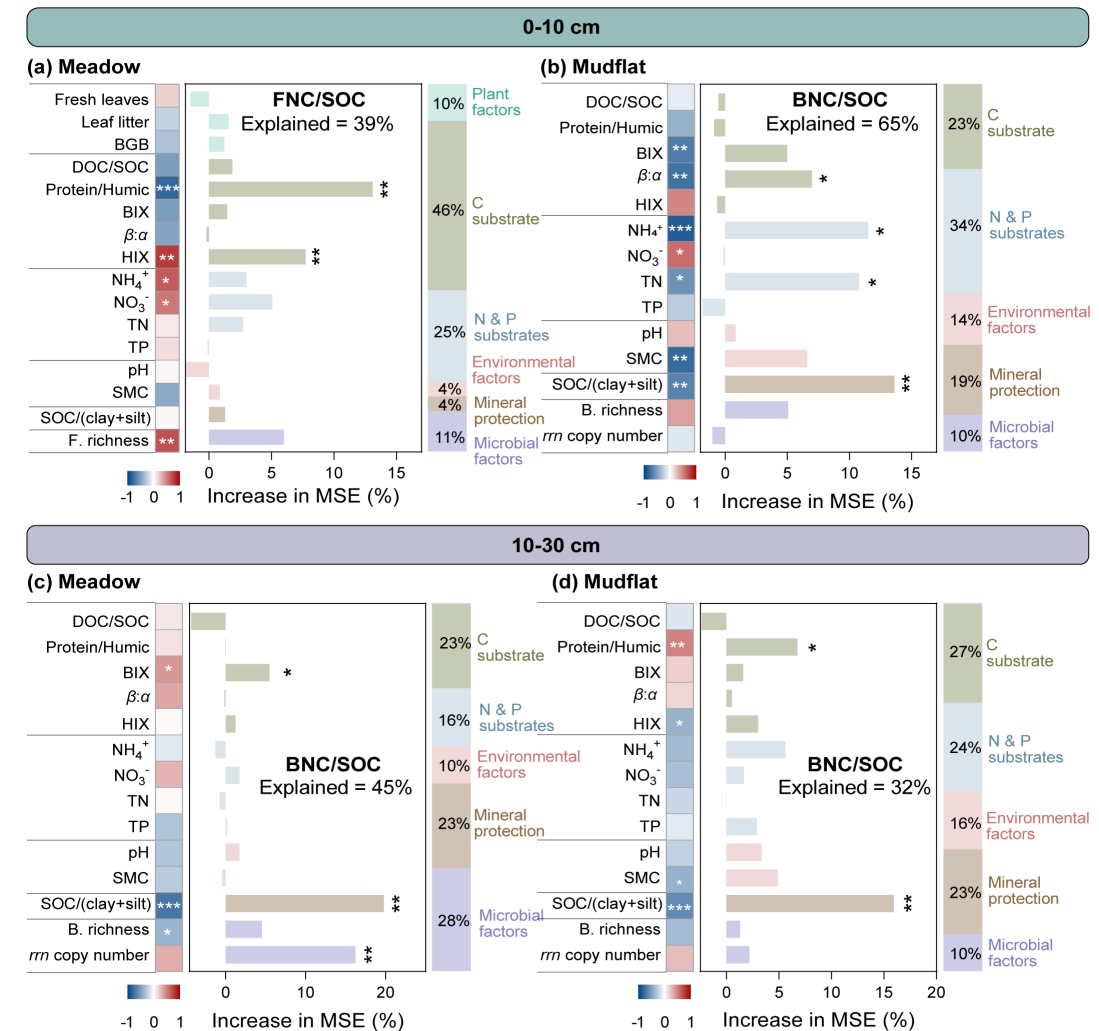 0-10 cm
(a) Meadow
Fresh leaves
Leaf litter
BGB
DOC/SOC
Protein/Humic
***
BIX
β:α
HIX
**
NH₄⁺
*
NO₃⁻
*
TN
TP
pH
SMC
SOC/(clay+silt)
F. richness
**
-1 0 1
FNC/SOC
Explained = 39%
**
**
0 5 10 15
Increase in MSE (%)
10%
Plant
factors
46%
C
substrate
25%
N & P
substrates
4%
Environmental
factors
4%
Mineral
protection
11%
Microbial
factors
(b) Mudflat
DOC/SOC
Protein/Humic
BIX
**
β:α
**
HIX
NH₄⁺
***
NO₃⁻
*
TN
*
TP
pH
SMC
**
SOC/(clay+silt)
**
B. richness
rrn copy number
-1 0 1
BNC/SOC
Explained = 65%
*
*
*
**
0 5 10 15
Increase in MSE (%)
23%
C
substrate
34%
N & P
substrates
14%
Environmental
factors
19%
Mineral
protection
10%
Microbial
factors
10-30 cm
(c) Meadow
DOC/SOC
Protein/Humic
BIX
*
β:α
HIX
NH₄⁺
NO₃⁻
TN
TP
pH
SMC
SOC/(clay+silt)
***
B. richness
*
rrn copy number
-1 0 1
BNC/SOC
Explained = 45%
*
**
**
0 10 20
Increase in MSE (%)
23%
C
substrate
16%
N & P
substrates
10%
Environmental
factors
23%
Mineral
protection
28%
Microbial
factors
(d) Mudflat
DOC/SOC
Protein/Humic
**
BIX
β:α
HIX
*
NH₄⁺
NO₃⁻
TN
TP
pH
SMC
*
SOC/(clay+silt)
***
B. richness
rrn copy number
-1 0 1
BNC/SOC
Explained = 32%
*
**
0 5 10 15 20
Increase in MSE (%)
27%
C
substrate
24%
N & P
substrates
16%
Environmental
factors
23%
Mineral
protection
10%
Microbial
factors